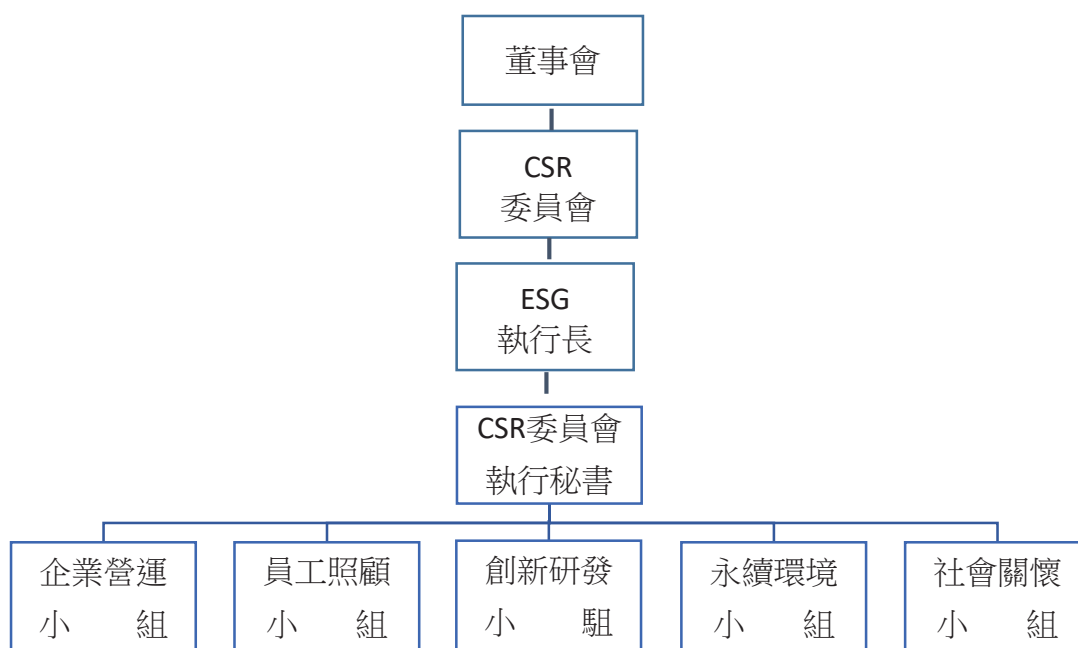 董事會
CSR
委員會
ESG
執行長
CSR委員會
執行秘書
企業營運
小 組
員工照顧
小 組
創新研發
小 駔
永續環境
小 組
社會關懷
小 組